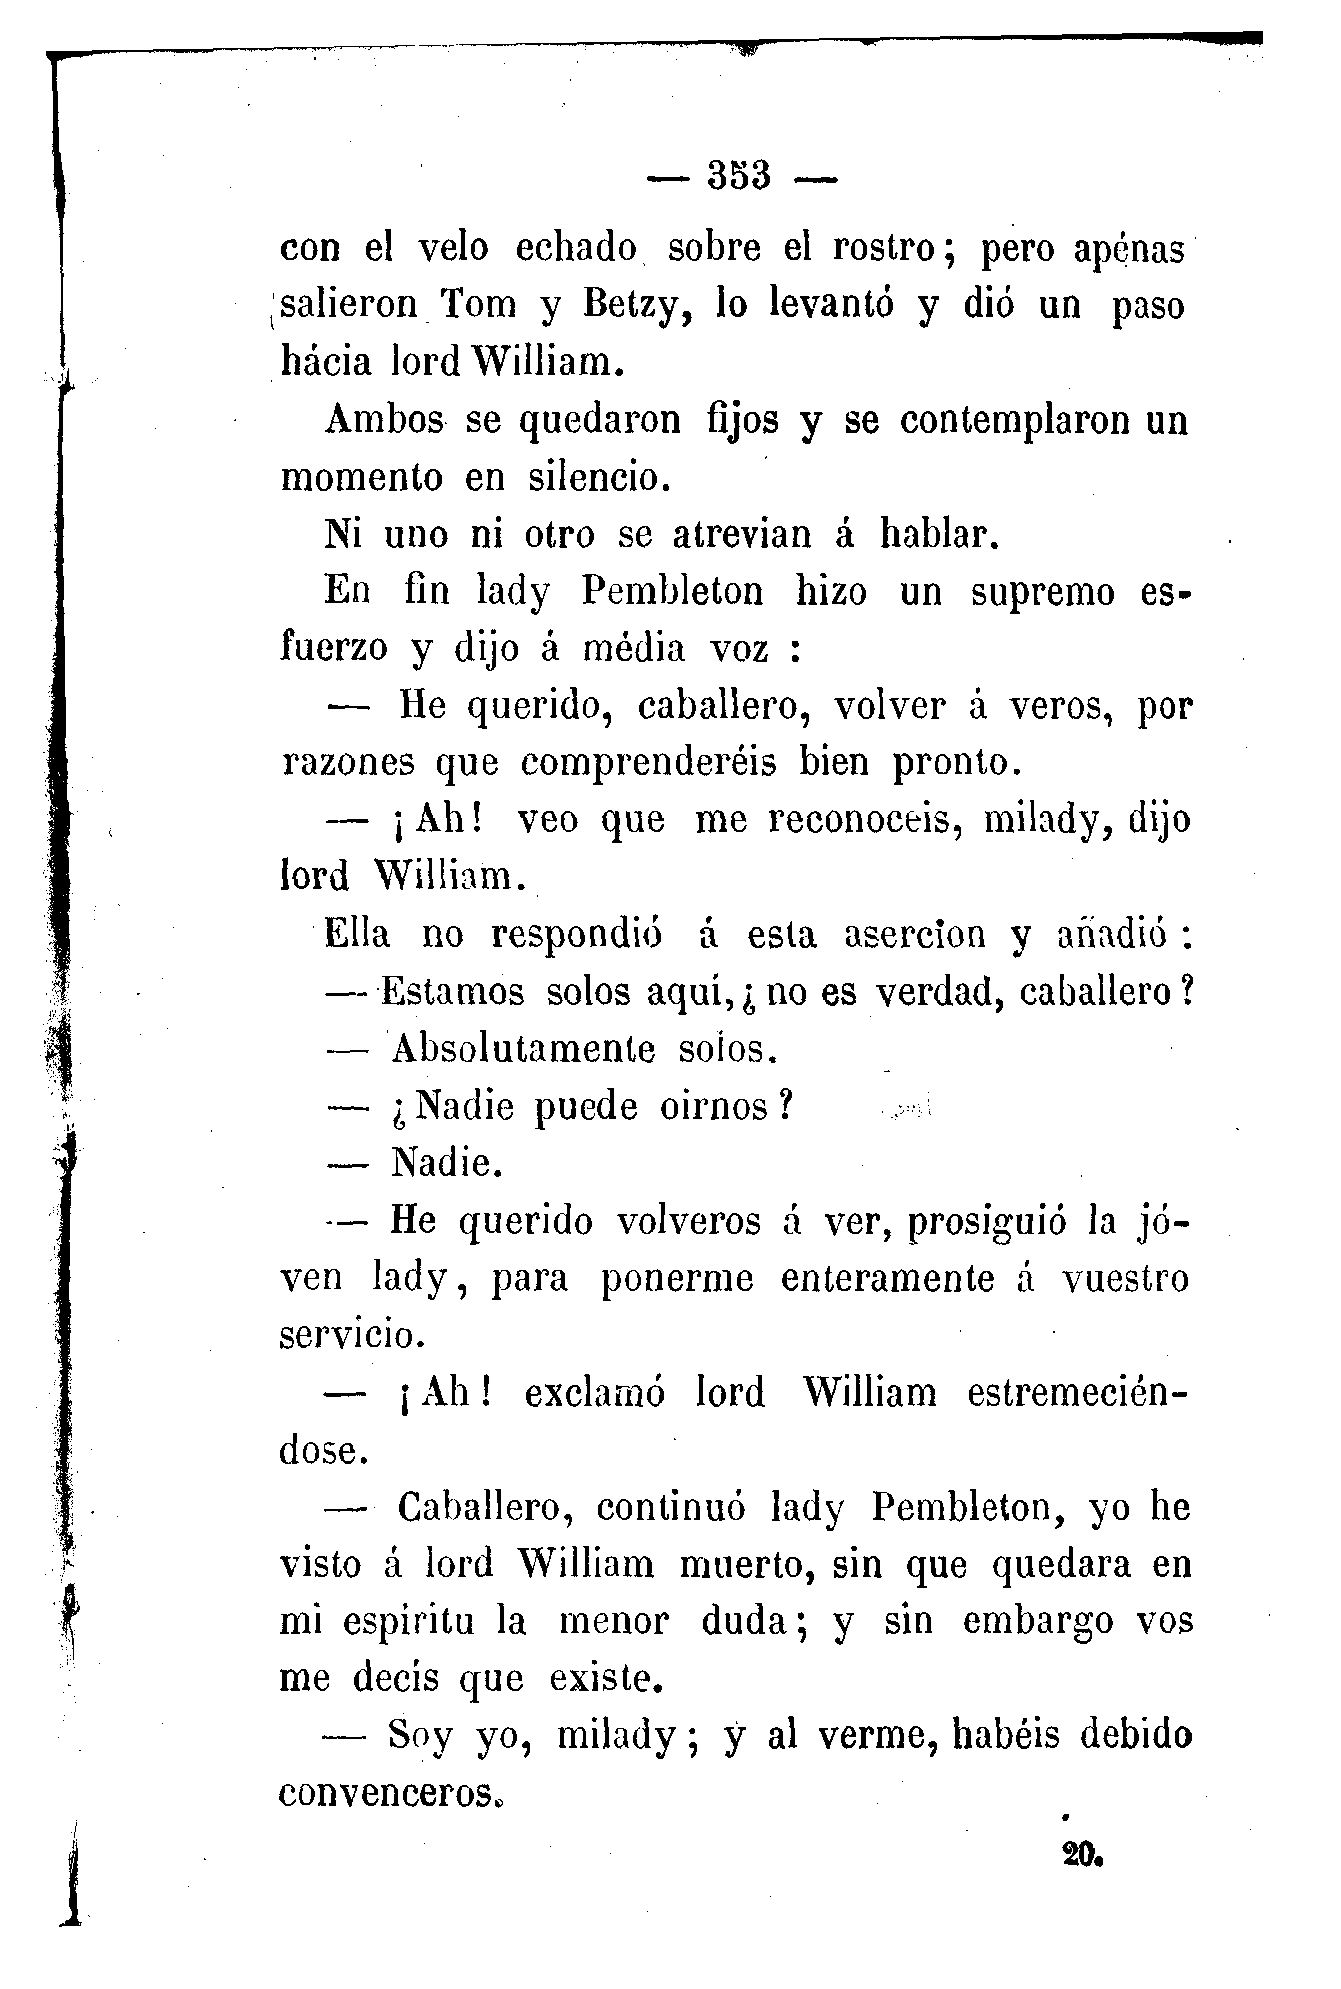 — 353 —
con el velo echado sobre el rostro; pero apénas
salieron Tom y Betzy, lo levantó y dió un paso
hácia lord William.
Ambos se quedaron fijos y se contemplaron un
momento en silencio.
Ni uno ni otro se atrevian á hablar.
En fin lady Pembleton hizo un supremo es-
fuerzo y dijo á média voz :
— He querido, caballero, volver á veros, por
razones que comprenderéis bien pronto.
— ¡Ah! veo que me reconoceis, milady, dijo
lord William.
Ella no respondió á esta asercion y añadió :
— Estamos solos aquí, ¿no es verdad, caballero?
— Absolutamente solos.
— ¿Nadie puede oirnos?
— Nadie.
— He querido volveros á ver, prosiguió la jó-
ven lady, para ponerme enteramente á vuestro
servicio.
— ¡Ah! exclamó lord William estremecién-
dose.
— Caballero, continuó lady Pembleton, yo he
visto á lord William muerto, sin que quedara en
mi espiritu la menor duda; y sin embargo vos
me decís que existe.
— Soy yo, milady; y al verme, habéis debido
convenceros.
20.